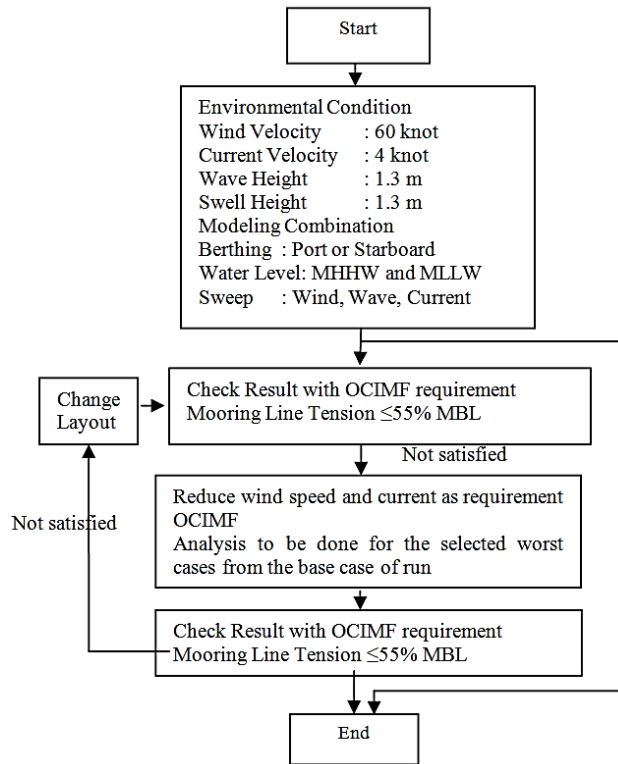 Start
Environmental Condition
Wind Velocity : 60 knot
Current Velocity : 4 knot
Wave Height : 1.3 m
Swell Height : 1.3 m
Modeling Combination
Berthing : Port or Starboard
Water Level: MHHW and MLLW
Sweep : Wind, Wave, Current
Change
Layout
Check Result with OCIMF requirement
Mooring Line Tension ≤55% MBL
Not satisfied
Reduce wind speed and current as requirement
OCIMF
Analysis to be done for the selected worst
cases from the base case of run
Not satisfied
Check Result with OCIMF requirement
Mooring Line Tension ≤55% MBL
End